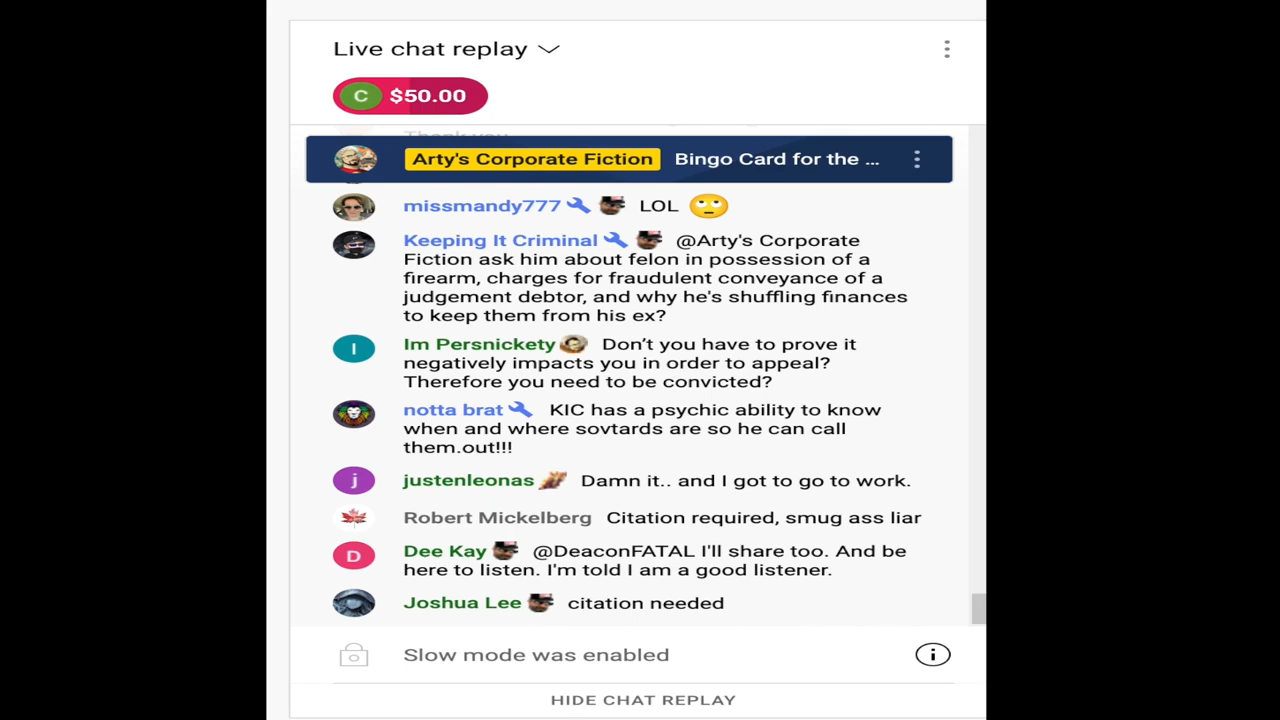 Live chat replay
C $50.00
Thank you
Arty's Corporate Fiction Bingo Card for the ...
missmandy777 LOL
Keeping It Criminal @Arty's Corporate
Fiction ask him about felon in possession of a
firearm, charges for fraudulent conveyance of a
judgement debtor, and why he's shuffling finances
to keep them from his ex?
I Im Persnickety Don’t you have to prove it
negatively impacts you in order to appeal?
Therefore you need to be convicted?
notta brat KIC has a psychic ability to know
when and where sovtards are so he can call
them.out!!!
j justenleonas Damn it.. and I got to go to work.
Robert Mickelberg Citation required, smug ass liar
D Dee Kay @DeaconFATAL I'll share too. And be
here to listen. I'm told I am a good listener.
Joshua Lee citation needed
Slow mode was enabled
HIDE CHAT REPLAY